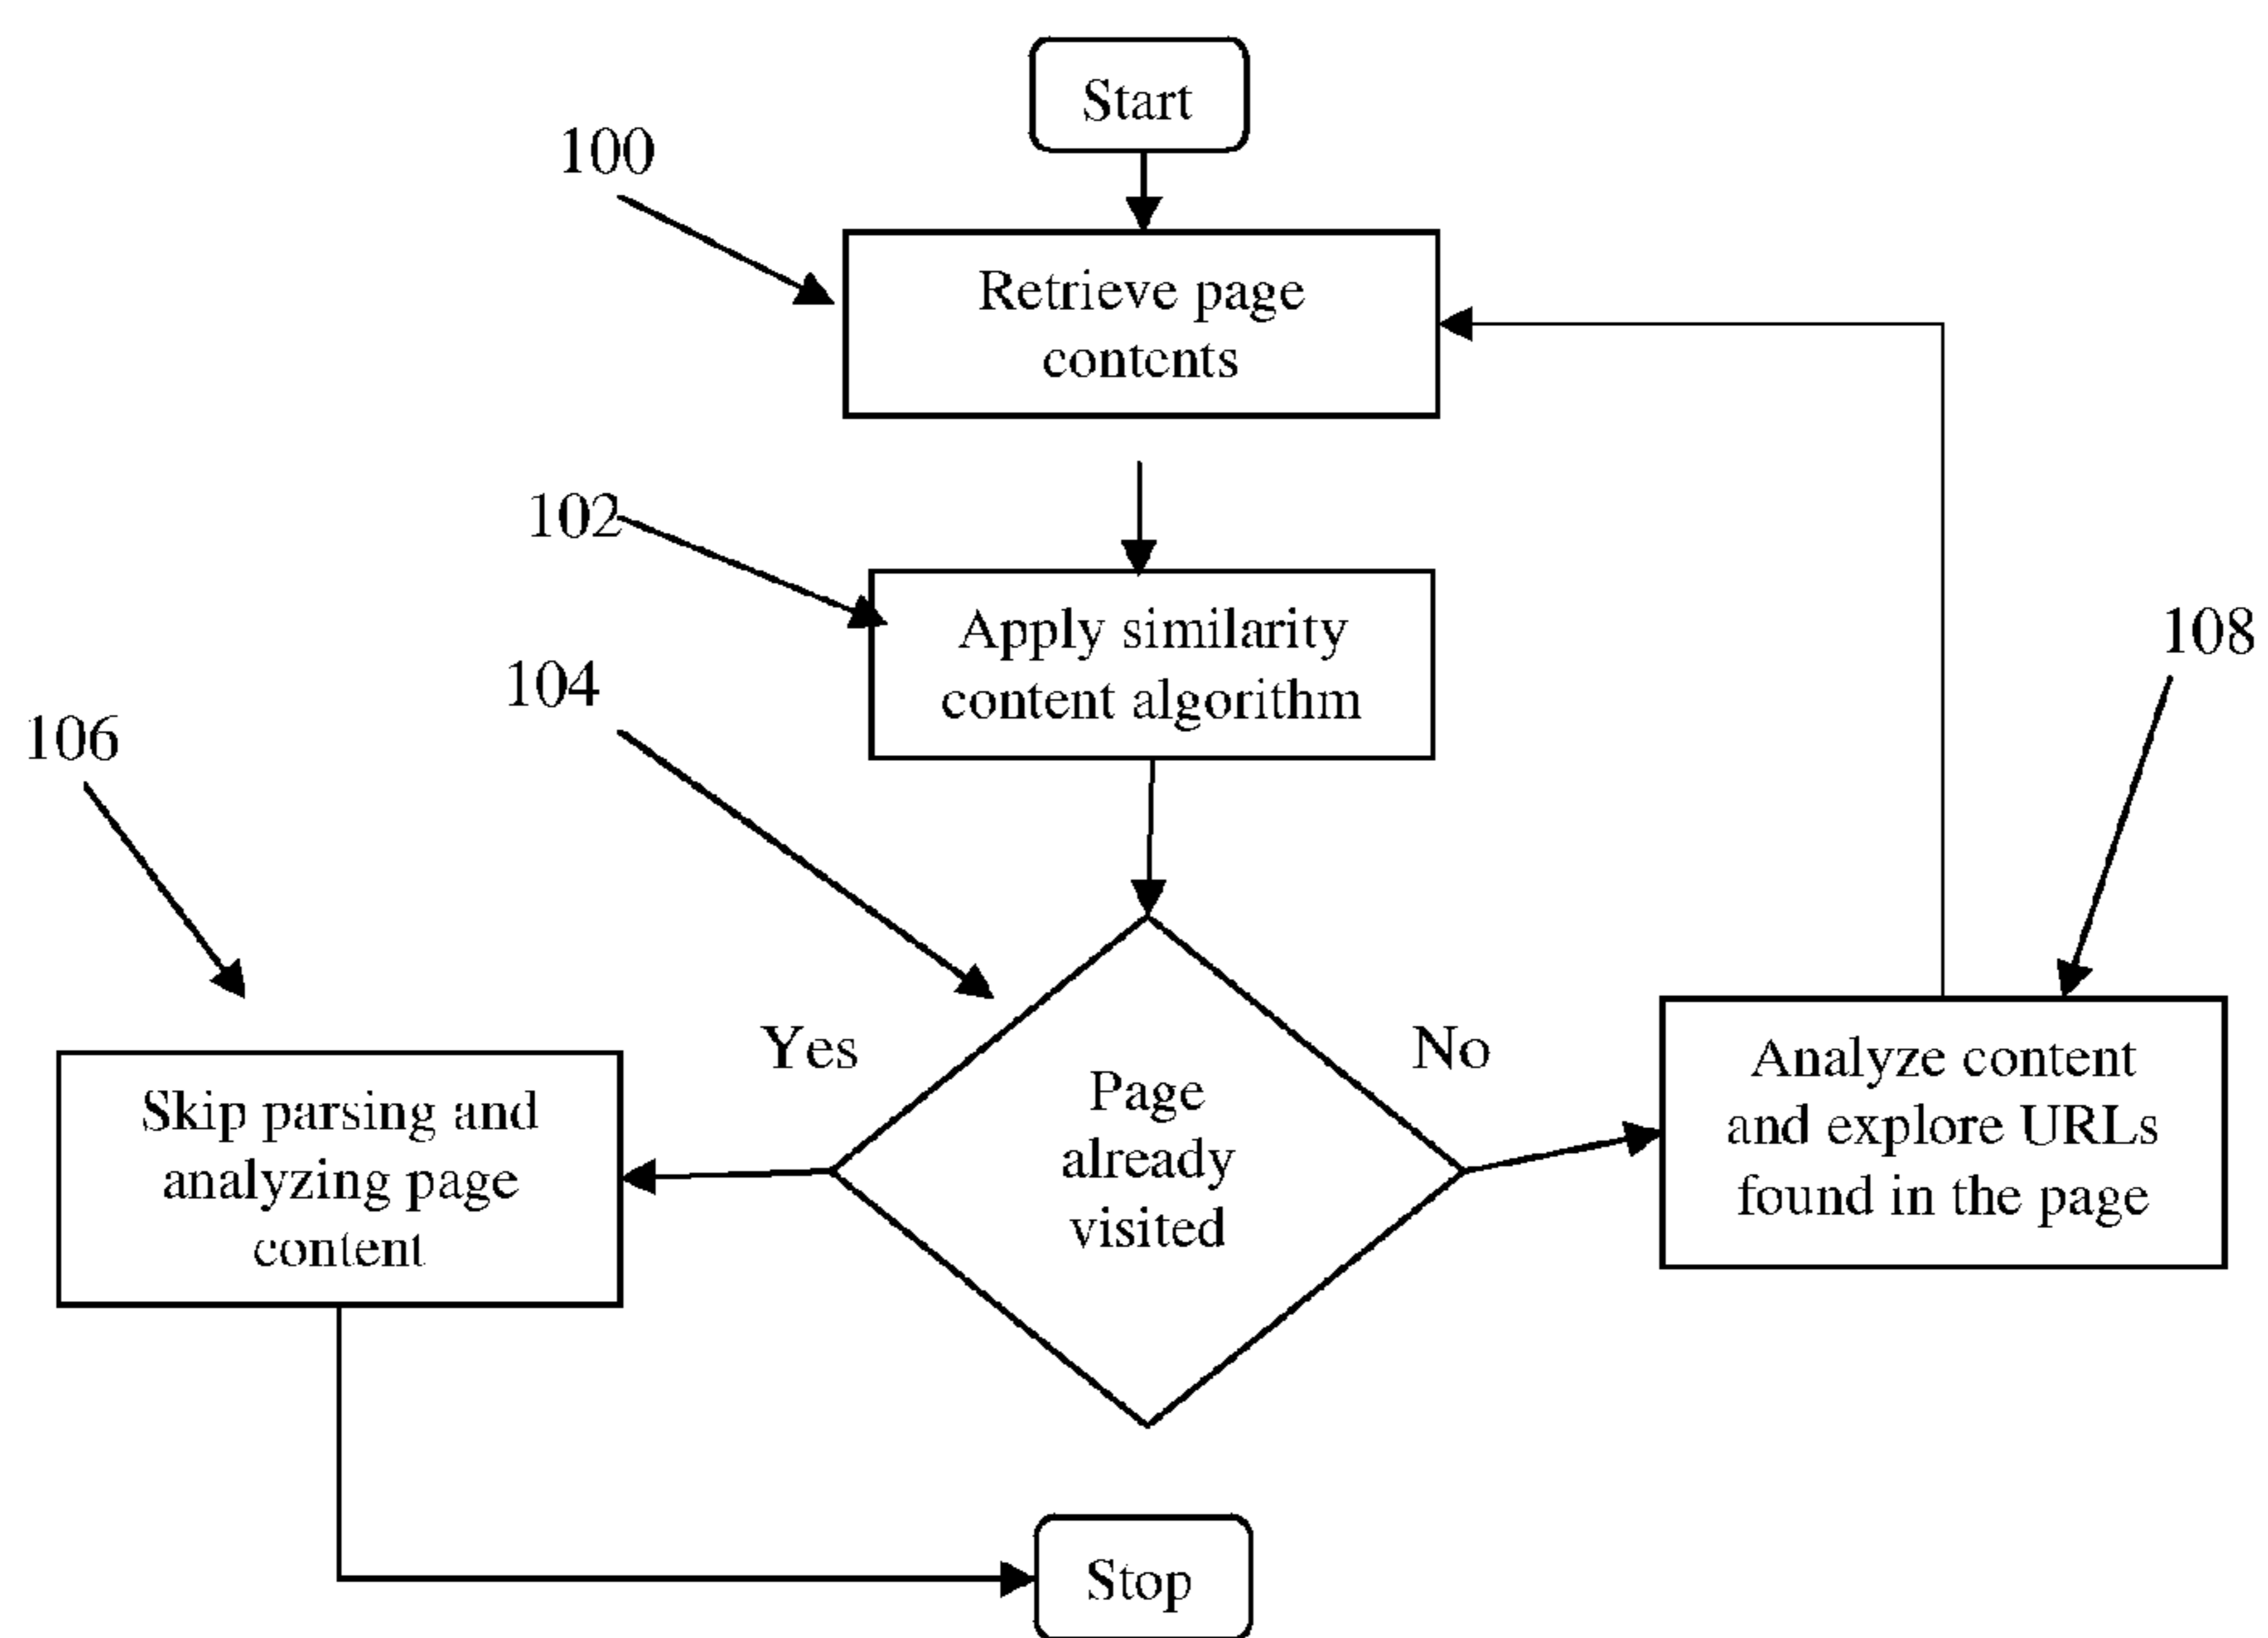 Start
100
Retrieve page
contents
102
Apply similarity
content algorithm
108
104
106
Yes
No
Page
already
visited
Analyze content
and explore URLs
found in the page
Skip parsing and
analyzing page
content
Stop